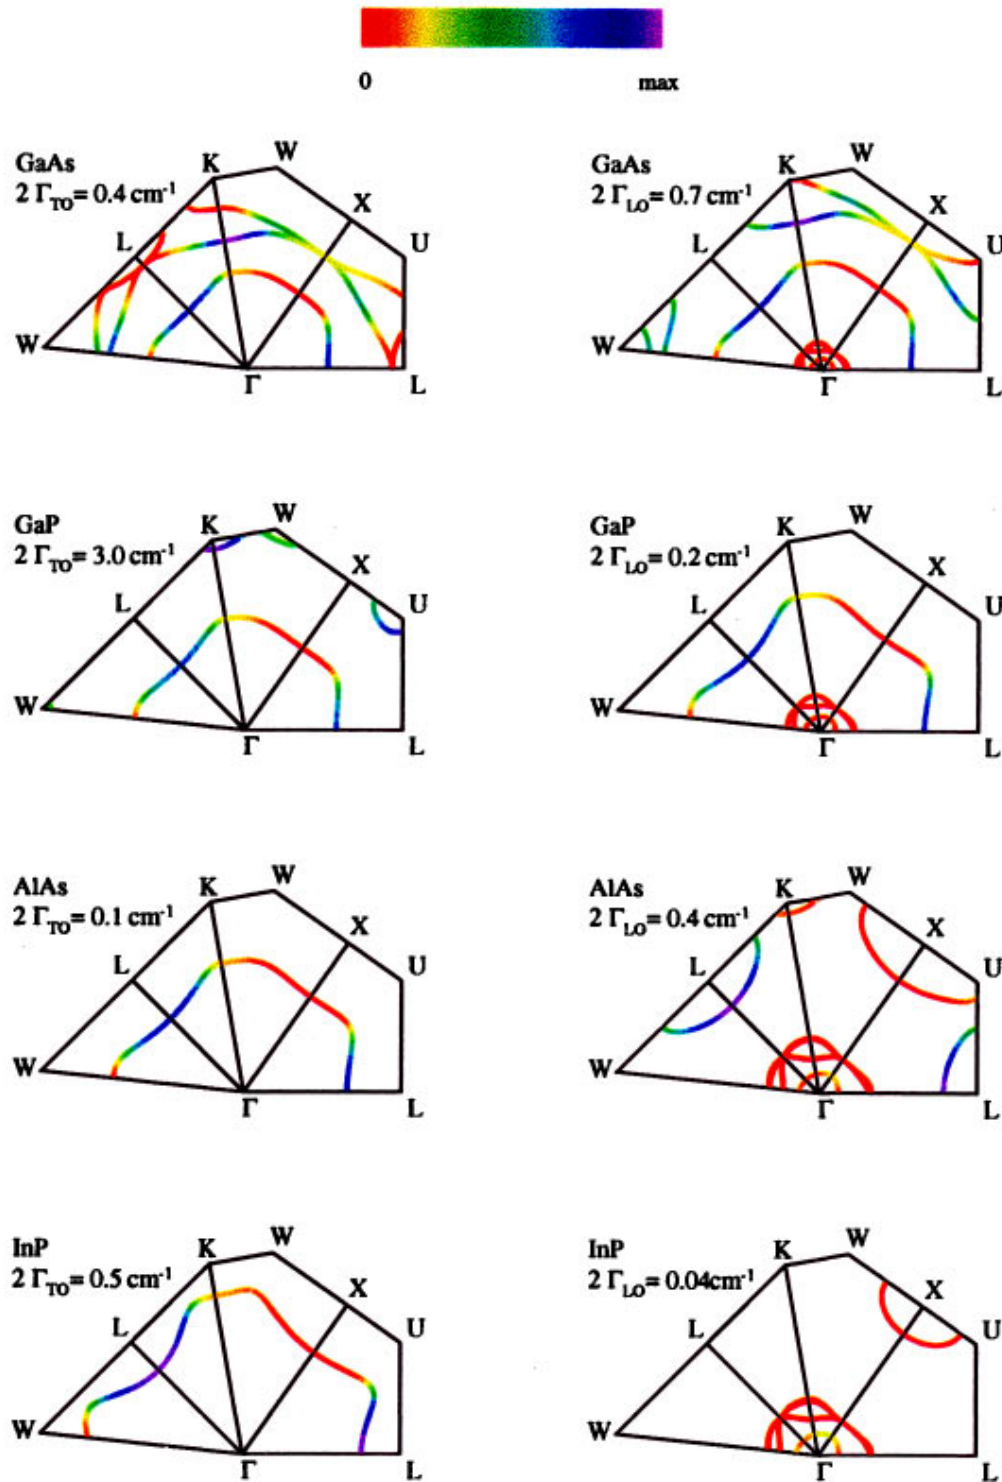 0 max
GaAs
2 Γ_TO = 0.4 cm⁻¹
K
W
X
L
U
W
Γ
L
GaAs
2 Γ_LO = 0.7 cm⁻¹
K
W
X
L
U
W
Γ
L
GaP
2 Γ_TO = 3.0 cm⁻¹
K
W
X
L
U
W
Γ
L
GaP
2 Γ_LO = 0.2 cm⁻¹
K
W
X
L
U
W
Γ
L
AlAs
2 Γ_TO = 0.1 cm⁻¹
K
W
X
L
U
W
Γ
L
AlAs
2 Γ_LO = 0.4 cm⁻¹
K
W
X
L
U
W
Γ
L
InP
2 Γ_TO = 0.5 cm⁻¹
K
W
X
L
U
W
Γ
L
InP
2 Γ_LO = 0.04cm⁻¹
K
W
X
L
U
W
Γ
L